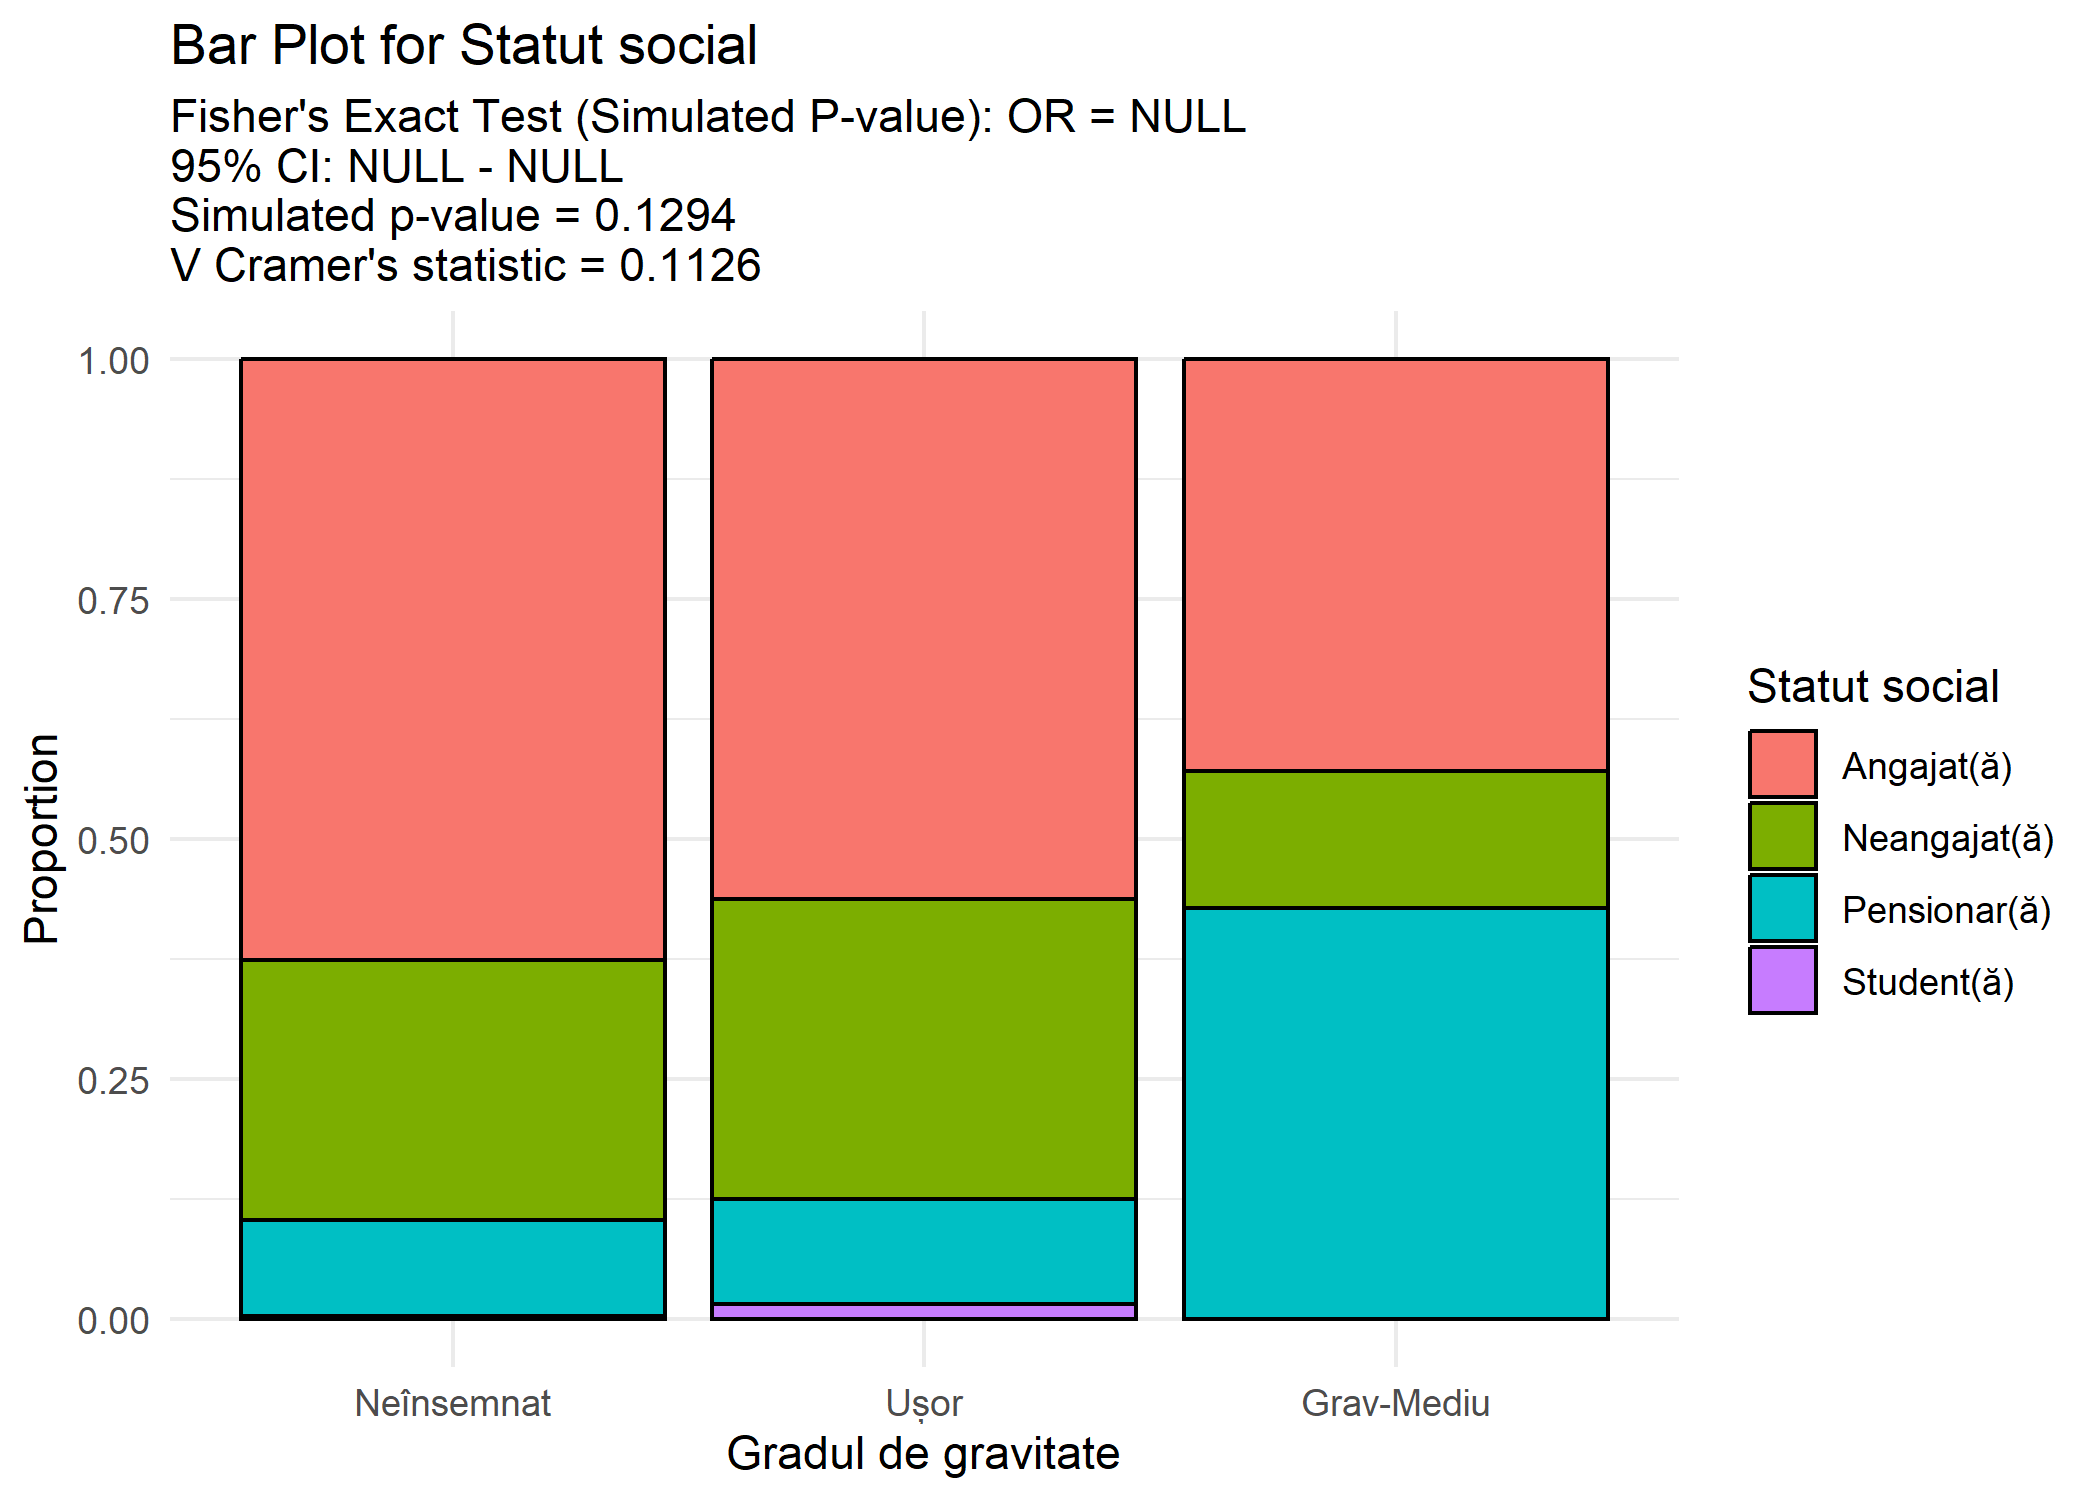 Bar Plot for Statut social
Fisher's Exact Test (Simulated P-value): OR = NULL
95% CI: NULL - NULL
Simulated p-value = 0.1294
V Cramer's statistic = 0.1126
1.00
0.75
0.50
0.25
0.00
Proportion
Neînsemnat
Ușor
Grav-Mediu
Gradul de gravitate
Statut social
Angajat(ă)
Neangajat(ă)
Pensionar(ă)
Student(ă)